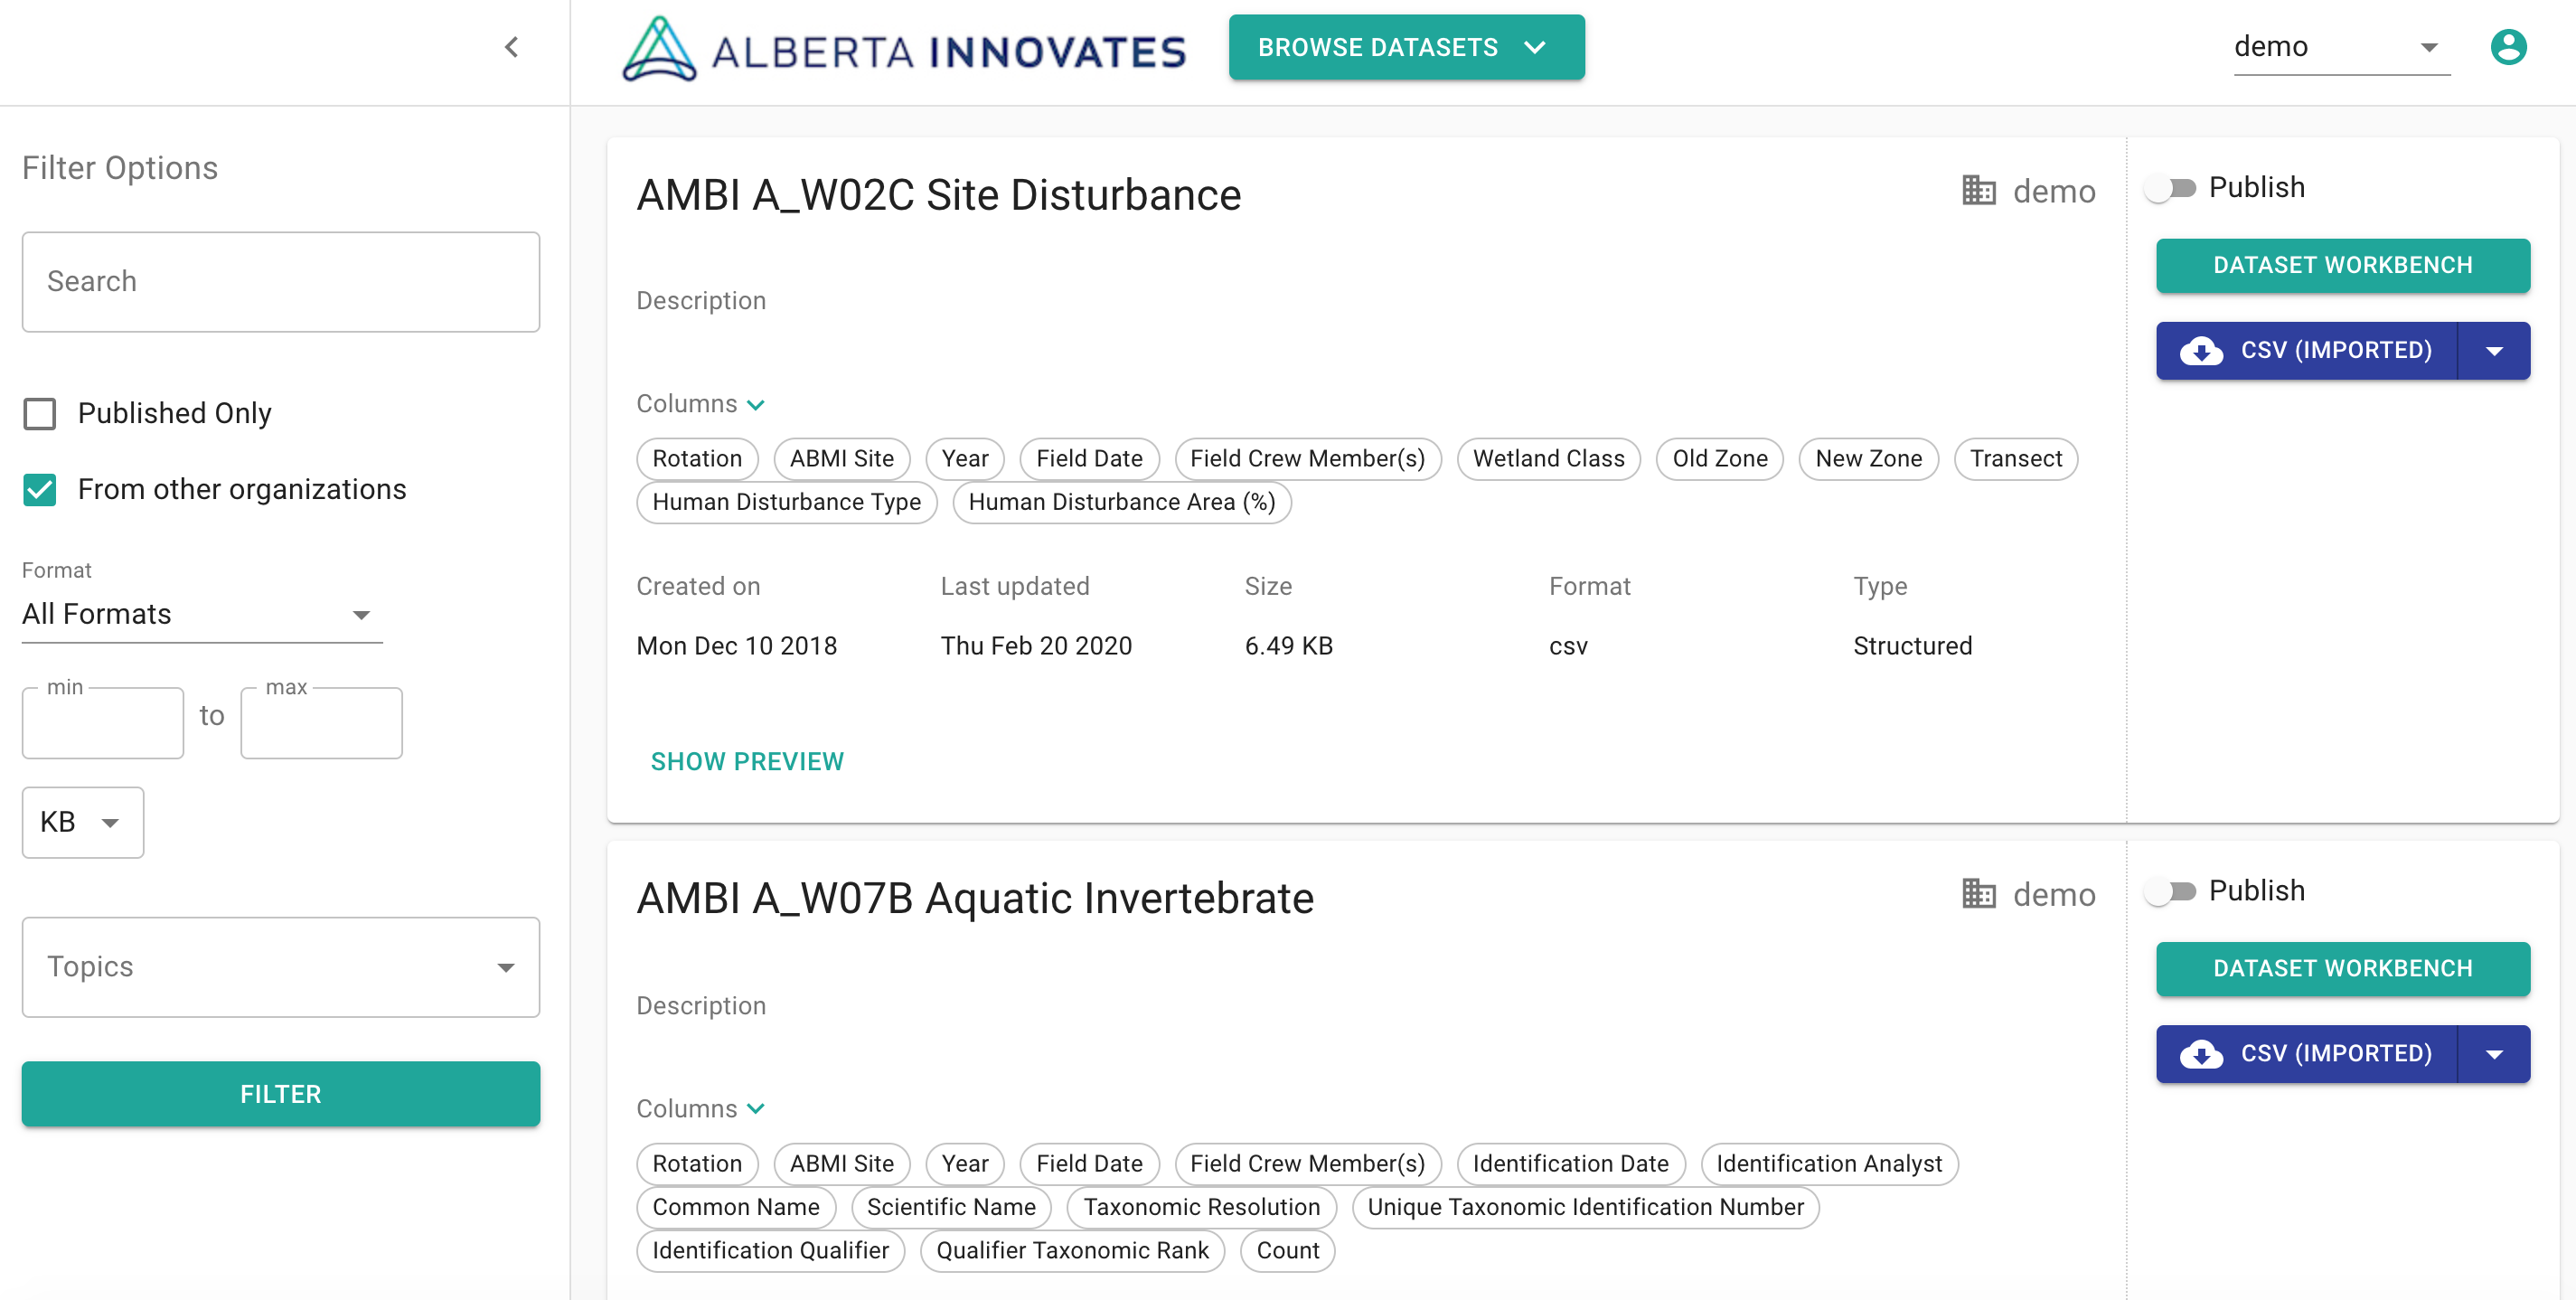 ALBERTA INNOVATES
BROWSE DATASETS
demo
Filter Options
Search
Published Only
From other organizations
Format
All Formats
min
to
max
KB
Topics
FILTER
AMBI A_W02C Site Disturbance
demo
Description
Columns
Rotation ABMI Site Year Field Date Field Crew Member(s) Wetland Class Old Zone New Zone Transect
Human Disturbance Type Human Disturbance Area (%)
Created on Last updated Size Format Type
Mon Dec 10 2018 Thu Feb 20 2020 6.49 KB csv Structured
SHOW PREVIEW
Publish
DATASET WORKBENCH
CSV (IMPORTED)
AMBI A_W07B Aquatic Invertebrate
demo
Description
Columns
Rotation ABMI Site Year Field Date Field Crew Member(s) Identification Date Identification Analyst
Common Name Scientific Name Taxonomic Resolution Unique Taxonomic Identification Number
Identification Qualifier Qualifier Taxonomic Rank Count
Publish
DATASET WORKBENCH
CSV (IMPORTED)